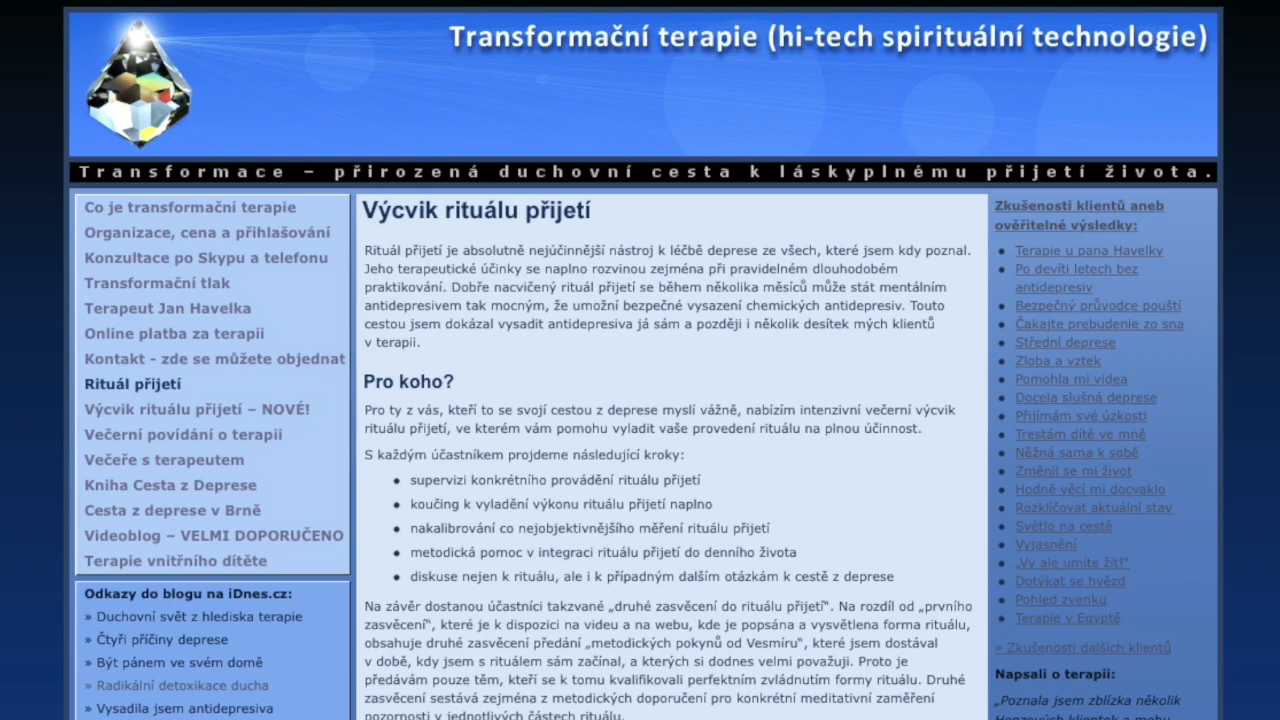 Transformační terapie (hi-tech spirituální technologie)
Transformace – přirozená duchovní cesta k láskyplnému přijetí života.
Co je transformační terapie
Organizace, cena a přihlašování
Konzultace po Skypu a telefonu
Transformační tlak
Terapeut Jan Havelka
Online platba za terapii
Kontakt - zde se můžete objednat
Rituál přijetí
Výcvik rituálu přijetí – NOVÉ!
Večerní povídání o terapii
Večeře s terapeutem
Kniha Cesta z Deprese
Cesta z deprese v Brně
Videoblog – VELMI DOPORUČENO
Terapie vnitřního dítěte
Odkazy do blogu na iDnes.cz:
» Duchovní svět z hlediska terapie
» Čtyři příčiny deprese
» Být pánem ve svém domě
» Radikální detoxikace ducha
» Vysadila jsem antidepresiva
Výcvik rituálu přijetí
Rituál přijetí je absolutně nejúčinnější nástroj k léčbě deprese ze všech, které jsem kdy poznal.
Jeho terapeutické účinky se naplno rozvinou zejména při pravidelném dlouhodobém
praktikování. Dobře nacvičený rituál přijetí se během několika měsíců může stát mentálním
antidepresivem tak mocným, že umožní bezpečné vysazení chemických antidepresiv. Touto
cestou jsem dokázal vysadit antidepresiva já sám a později i několik desítek mých klientů
v terapii.
Pro koho?
Pro ty z vás, kteří to se svojí cestou z deprese myslí vážně, nabízím intenzivní večerní výcvik
rituálu přijetí, ve kterém vám pomohu vyladit vaše provedení rituálu na plnou účinnost.
S každým účastníkem projdeme následující kroky:
• supervizi konkrétního provádění rituálu přijetí
• koučing k vyladění výkonu rituálu přijetí naplno
• nakalibrování co nejobjektivnějšího měření rituálu přijetí
• metodická pomoc v integraci rituálu přijetí do denního života
• diskuse nejen k rituálu, ale i k případným dalším otázkám k cestě z deprese
Na závěr dostanou účastníci takzvané „druhé zasvěcení do rituálu přijetí“. Na rozdíl od „prvního
zasvěcení“, které je k dispozici na videu a na webu, kde je popsána a vysvětlena forma rituálu,
obsahuje druhé zasvěcení předání „metodických pokynů od Vesmíru“, které jsem dostával
v době, kdy jsem s rituálem sám začínal, a kterých si dodnes velmi považuji. Proto je
předávám pouze těm, kteří se k tomu kvalifikovali perfektním zvládnutím formy rituálu. Druhé
zasvěcení sestává zejména z metodických doporučení pro konkrétní meditativní zaměření
pozornosti v jednotlivých částech rituálu.
Zkušenosti klientů aneb
ověřitelné výsledky:
• Terapie u pana Havelky
• Po devíti letech bez
antidepresiv
• Bezpečný průvodce pouští
• Čakajte prebudenie zo sna
• Střední deprese
• Zloba a vztek
• Pomohla mi videa
• Docela slušná deprese
• Přijímám své úzkosti
• Trestám dítě ve mně
• Něžná sama k sobě
• Změnil se mi život
• Hodně věcí mi docvaklo
• Rozklíčovat aktuální stav
• Světlo na cestě
• Vyjasnění
• „Vy ale umíte žít!“
• Dotýkat se hvězd
• Pohled zvenku
• Terapie v Egyptě
» Zkušenosti dalších klientů
Napsali o terapii:
„Poznala jsem zblízka několik
Honzových klientek a mohu